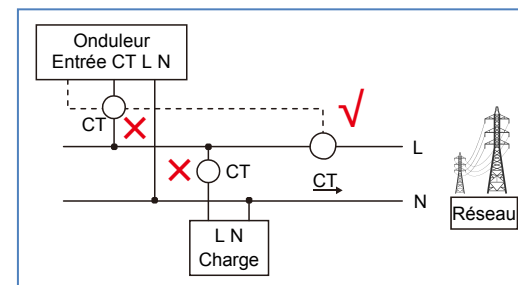 Onduleur
Entrée CT L N
CT
CT
L
CT
N
L N
Charge
Réseau